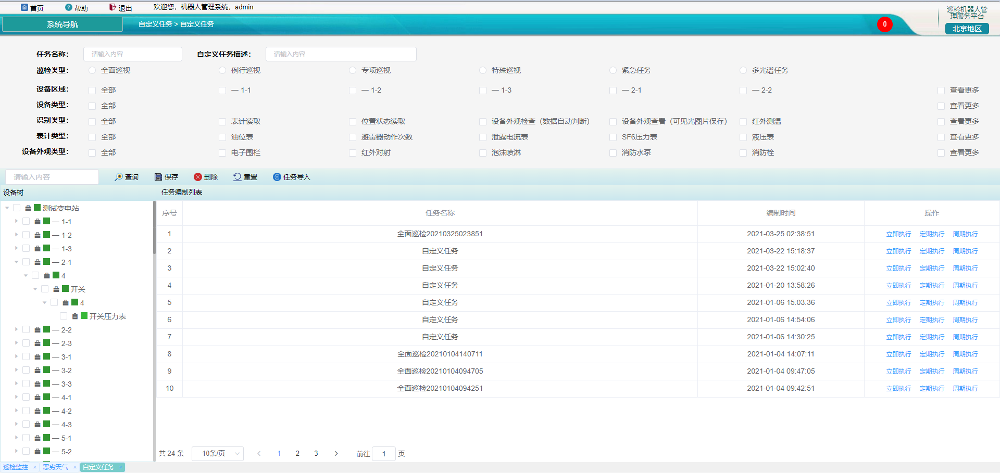 首页 帮助 退出 欢迎您，机器人管理系统，admin
巡检机器人管
理服务平台
系统导航 自定义任务 > 自定义任务 0 北京地区
任务名称： 请输入内容 自定义任务描述： 请输入内容
巡检类型： 全面巡视 例行巡视 专项巡视 特殊巡视 紧急任务 多光谱任务
设备区域： 全部 — 1-1 — 1-2 — 1-3 — 2-1 — 2-2 查看更多
设备类型： 全部 查看更多
识别类型： 全部 表计读取 位置状态读取 设备外观检查（数据自动判断） 设备外观查看（可见光图片保存） 红外测温 查看更多
表计类型： 全部 油位表 避雷器动作次数 泄露电流表 SF6压力表 液压表 查看更多
设备外观类型： 全部 电子围栏 红外对射 泡沫喷淋 消防水泵 消防栓 查看更多
请输入内容 查询 保存 删除 重置 任务导入
设备树
测试变电站
— 1-1
— 1-2
— 1-3
— 2-1
4
开关
4
开关压力表
— 2-2
— 2-3
— 3-1
— 3-2
— 3-3
— 4-1
— 4-2
— 4-3
— 5-1
— 5-2
任务编制列表
序号 任务名称 编制时间 操作
1 全面巡检20210325023851 2021-03-25 02:38:51 立即执行 定期执行 周期执行
2 自定义任务 2021-03-22 15:18:37 立即执行 定期执行 周期执行
3 自定义任务 2021-03-22 15:02:40 立即执行 定期执行 周期执行
4 自定义任务 2021-01-20 13:58:26 立即执行 定期执行 周期执行
5 自定义任务 2021-01-06 15:03:36 立即执行 定期执行 周期执行
6 自定义任务 2021-01-06 14:54:06 立即执行 定期执行 周期执行
7 自定义任务 2021-01-06 14:30:25 立即执行 定期执行 周期执行
8 全面巡检20210104140711 2021-01-04 14:07:11 立即执行 定期执行 周期执行
9 全面巡检20210104094705 2021-01-04 09:47:05 立即执行 定期执行 周期执行
10 全面巡检20210104094251 2021-01-04 09:42:51 立即执行 定期执行 周期执行
共 24 条 10条/页 1 2 3 前往 1 页
巡检监控 × 恶劣天气 × 自定义任务 ×